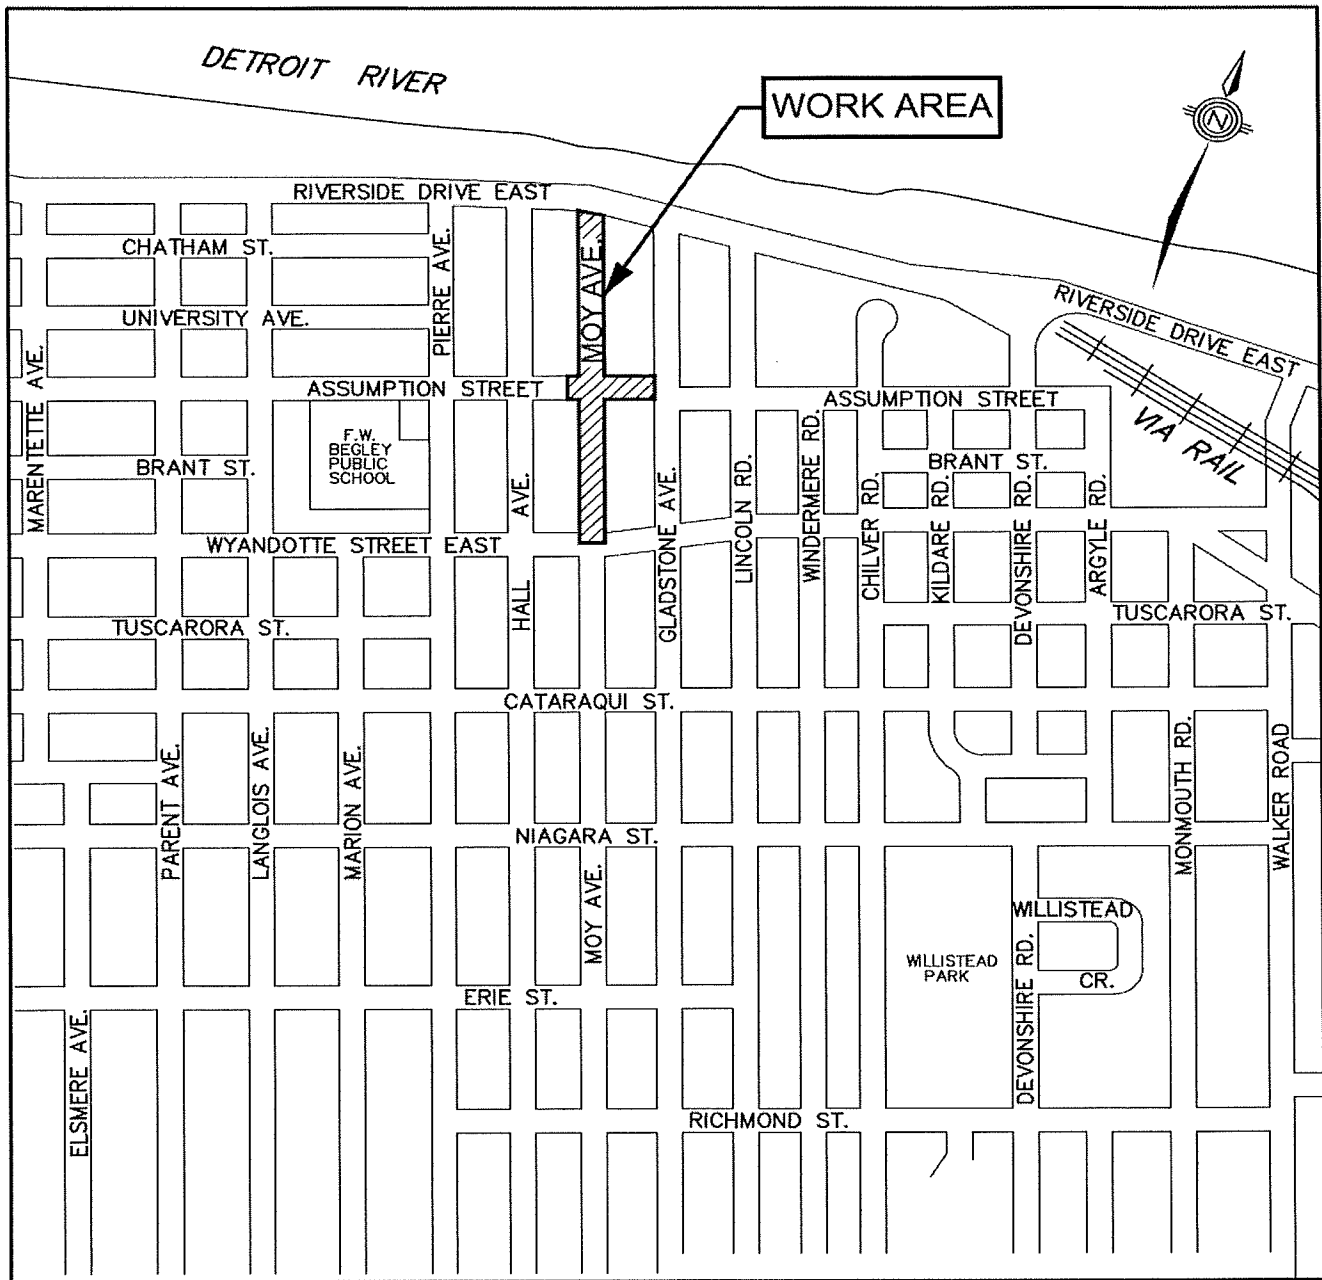 DETROIT RIVER
WORK AREA
N
RIVERSIDE DRIVE EAST
CHATHAM ST.
PIERRE AVE.
MOY AVE.
UNIVERSITY AVE.
RIVERSIDE DRIVE EAST
MARENTETTE AVE.
ASSUMPTION STREET
ASSUMPTION STREET
VIA RAIL
F.W.
BEGLEY
PUBLIC
SCHOOL
BRANT ST.
BRANT ST.
HALL AVE.
GLADSTONE AVE.
LINCOLN RD.
WINDERMERE RD.
CHILVER RD.
KILDARE RD.
DEVONSHIRE RD.
ARGYLE RD.
WYANDOTTE STREET EAST
TUSCARORA ST.
TUSCARORA ST.
CATARAQUI ST.
PARENT AVE.
LANGLOIS AVE.
MARION AVE.
MONMOUTH RD.
WALKER ROAD
NIAGARA ST.
MOY AVE.
WILLISTEAD
CR.
WILLISTEAD
PARK
DEVONSHIRE RD.
ERIE ST.
ELSMERE AVE.
RICHMOND ST.